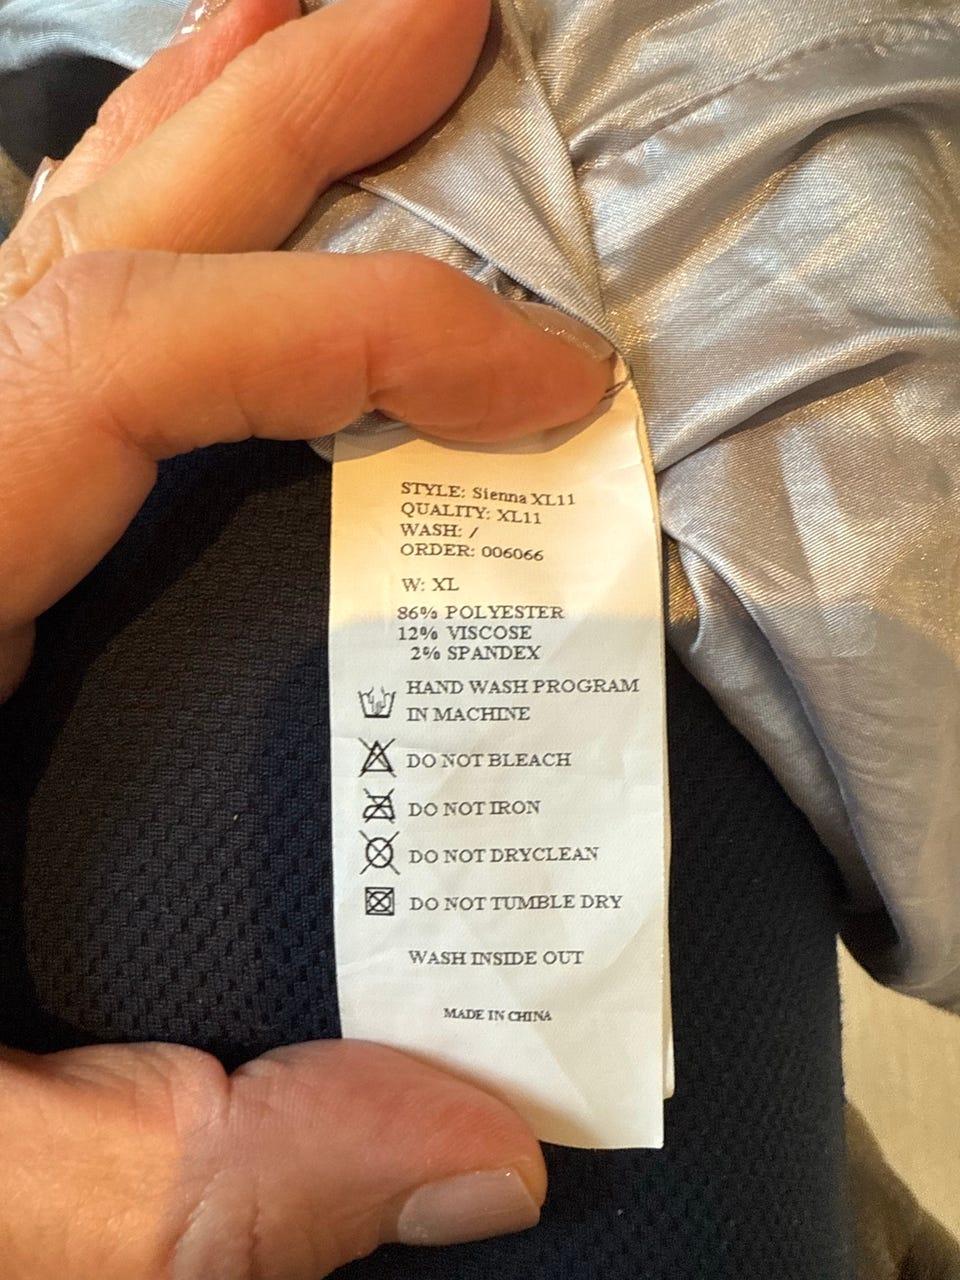 STYLE: Sienna XL11
QUALITY: XL11
WASH: /
ORDER: 006066
W: XL
86% POLYESTER
12% VISCOSE
2% SPANDEX
HAND WASH PROGRAM
IN MACHINE
DO NOT BLEACH
DO NOT IRON
DO NOT DRYCLEAN
DO NOT TUMBLE DRY
WASH INSIDE OUT
MADE IN CHINA